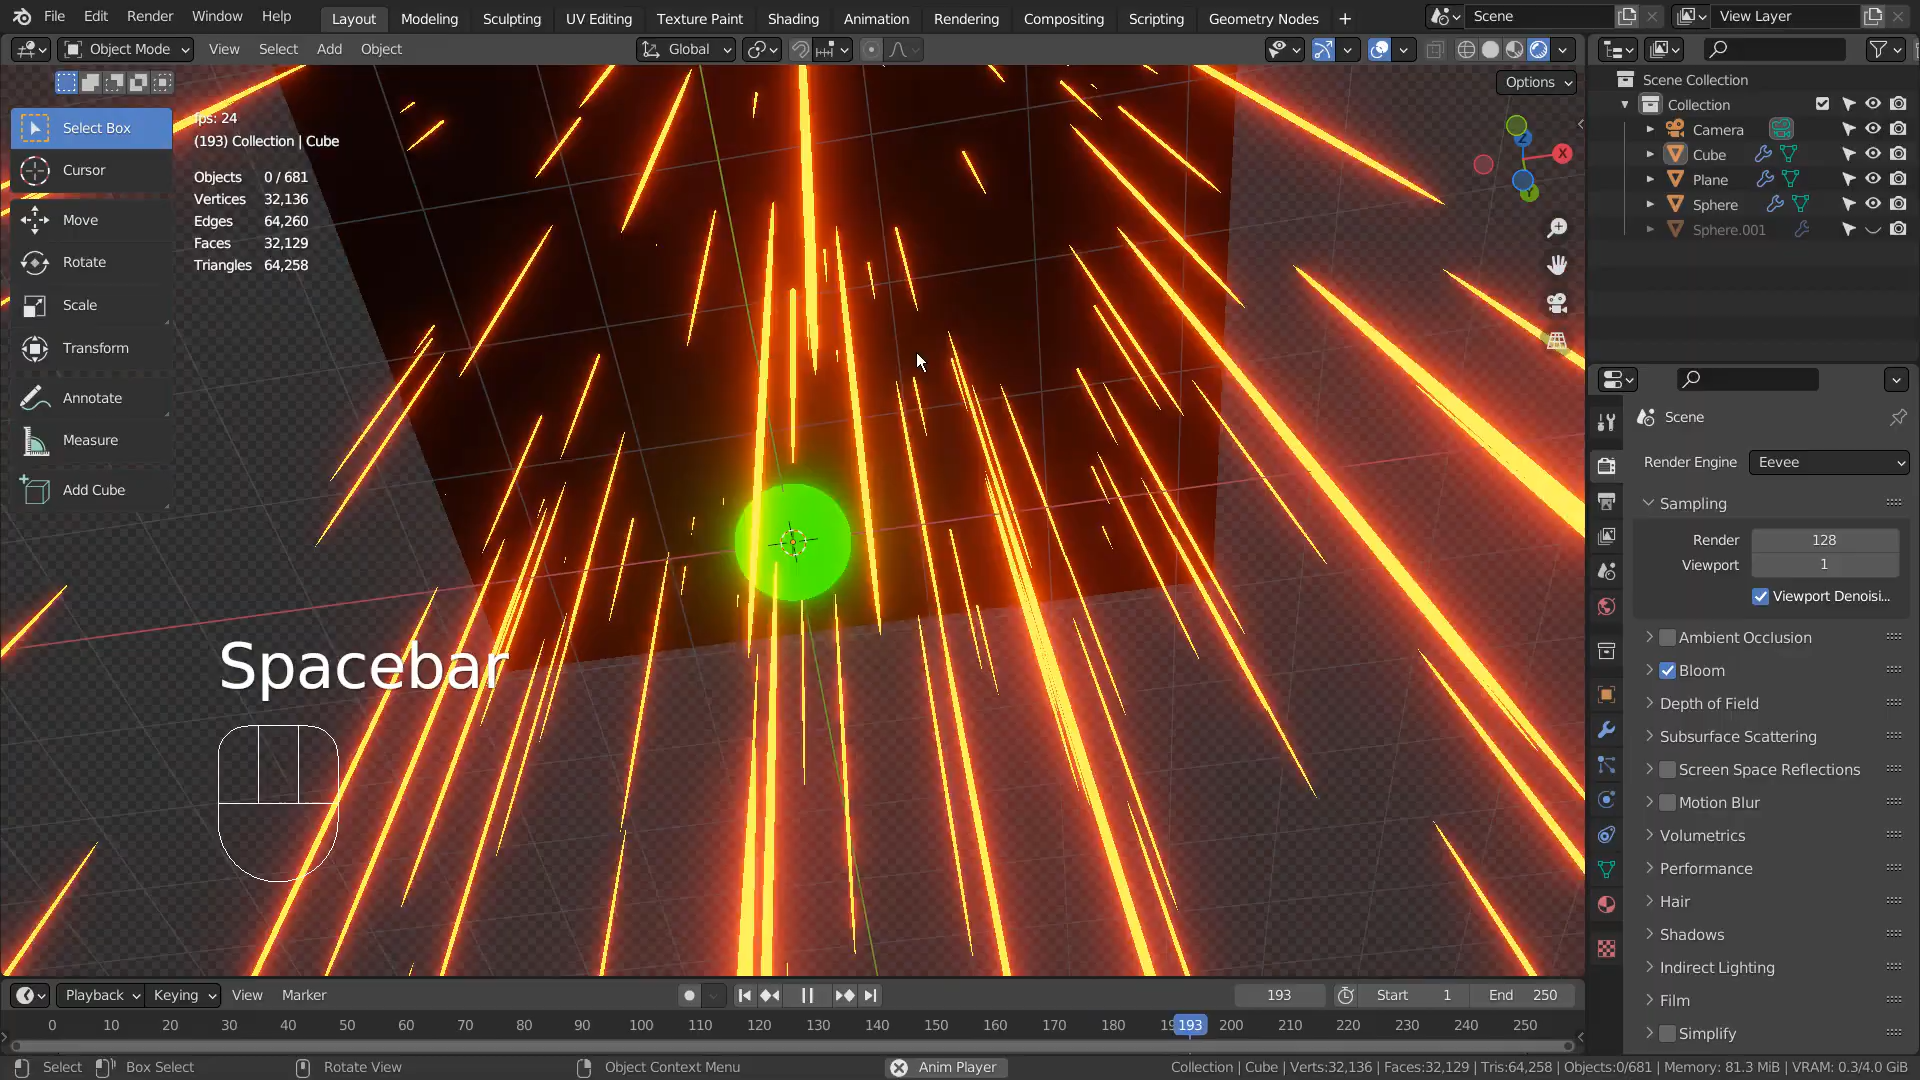 File Edit Render Window Help Layout Modeling Sculpting UV Editing Texture Paint Shading Animation Rendering Compositing Scripting Geometry Nodes + Scene View Layer
Object Mode View Select Add Object Global
Options
Select Box
Cursor
Move
Rotate
Scale
Transform
Annotate
Measure
Add Cube
fps: 24
(193) Collection | Cube
Objects 0 / 681
Vertices 32,136
Edges 64,260
Faces 32,129
Triangles 64,258
X
Z
Y
Spacebar
Scene Collection
Collection
Camera
Cube
Plane
Sphere
Sphere.001
Scene
Render Engine Eevee
Sampling
Render 128
Viewport 1
Viewport Denoisi...
Ambient Occlusion
Bloom
Depth of Field
Subsurface Scattering
Screen Space Reflections
Motion Blur
Volumetrics
Performance
Hair
Shadows
Indirect Lighting
Film
Simplify
Playback Keying View Marker 193 Start 1 End 250
0 10 20 30 40 50 60 70 80 90 100 110 120 130 140 150 160 170 180 193 200 210 220 230 240 250
Select Box Select Rotate View Object Context Menu Anim Player Collection | Cube | Verts:32,136 | Faces:32,129 | Tris:64,258 | Objects:0/681 | Memory: 81.3 MiB | VRAM: 0.3/4.0 GiB